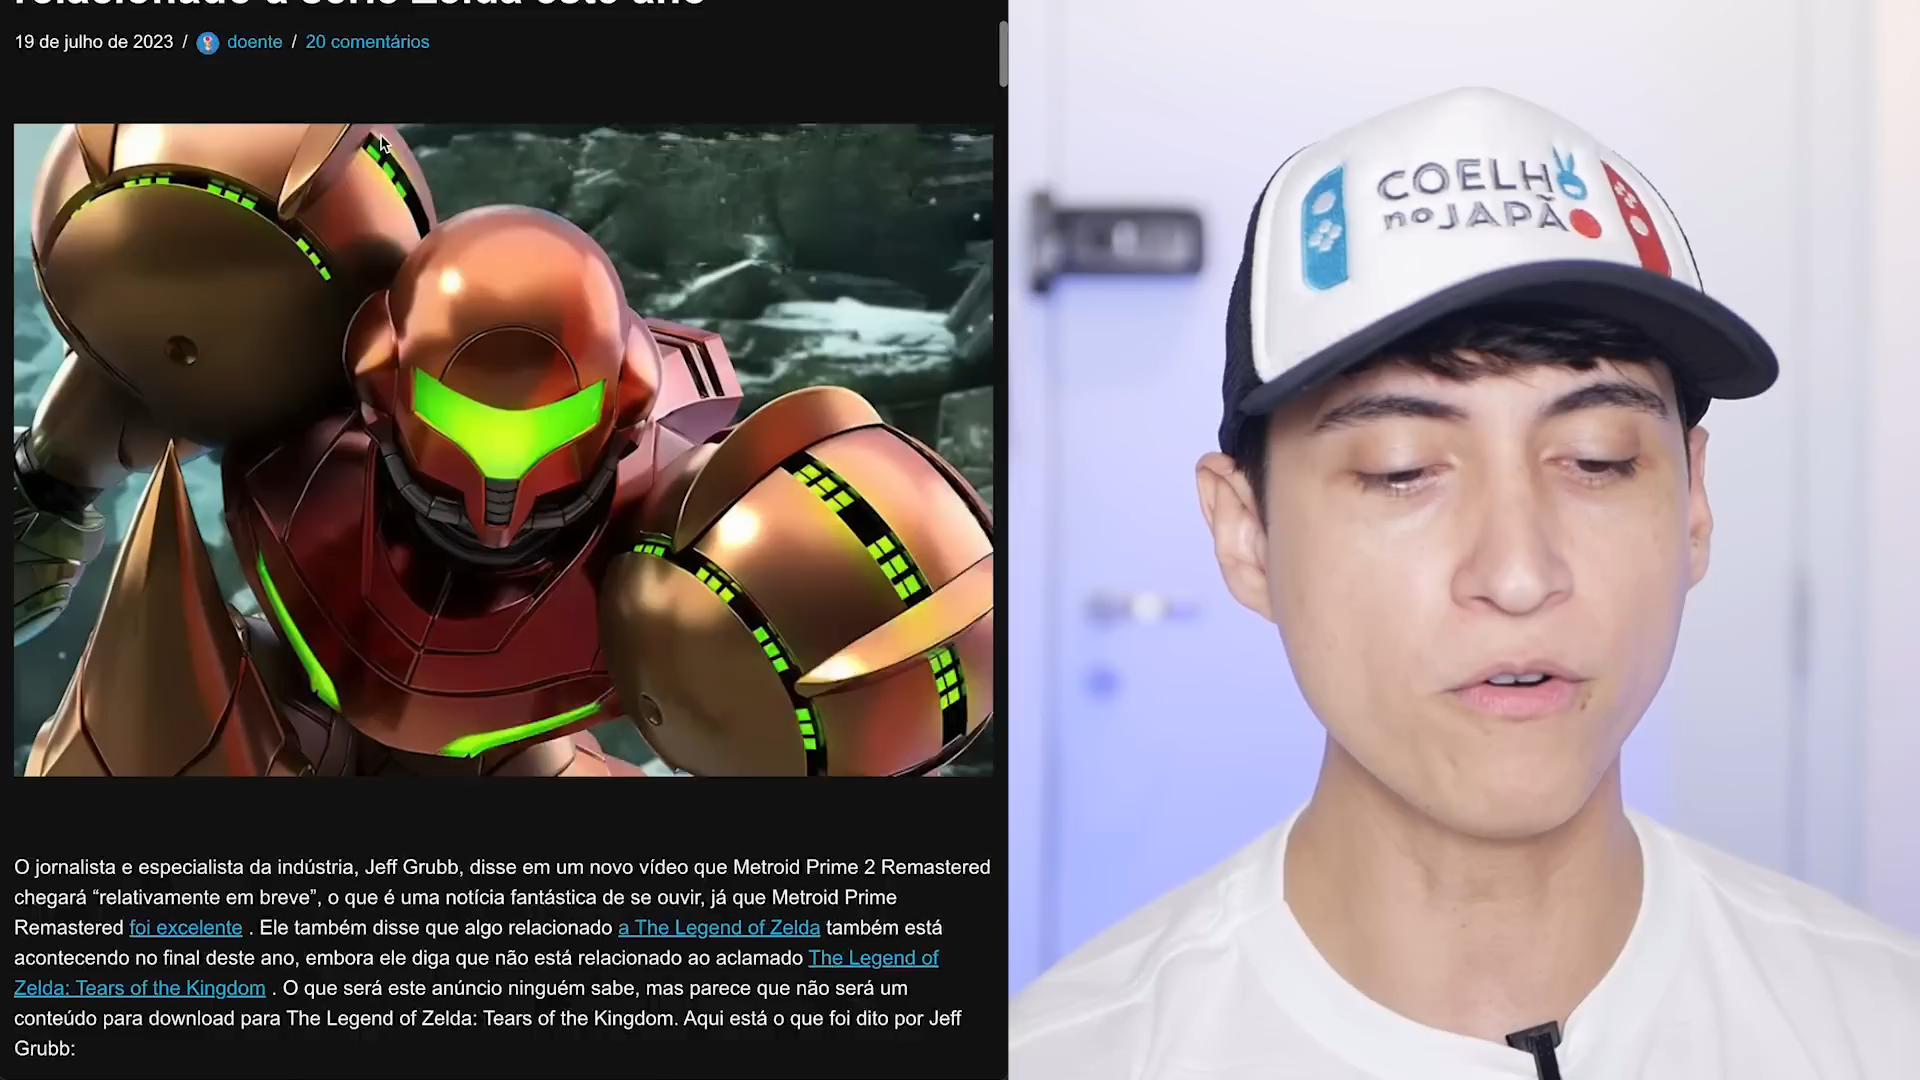 relacionado à série Zelda este ano
19 de julho de 2023 / doente / 20 comentários
O jornalista e especialista da indústria, Jeff Grubb, disse em um novo vídeo que Metroid Prime 2 Remastered
chegará “relativamente em breve”, o que é uma notícia fantástica de se ouvir, já que Metroid Prime
Remastered foi excelente . Ele também disse que algo relacionado a The Legend of Zelda também está
acontecendo no final deste ano, embora ele diga que não está relacionado ao aclamado The Legend of
Zelda: Tears of the Kingdom . O que será este anúncio ninguém sabe, mas parece que não será um
conteúdo para download para The Legend of Zelda: Tears of the Kingdom. Aqui está o que foi dito por Jeff
Grubb:
COELHO
no JAPÃO